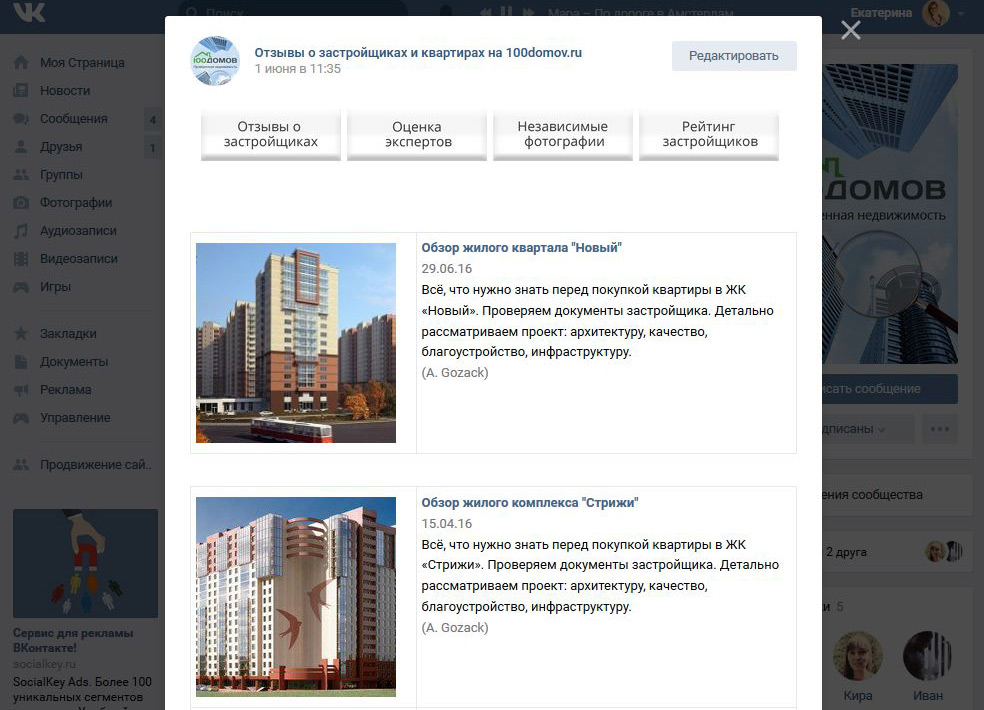 Поиск
Мара – По дороге в Амстердам
Екатерина
Моя Страница
Новости
Сообщения 4
Друзья 1
Группы
Фотографии
Аудиозаписи
Видеозаписи
Игры
Закладки
Документы
Реклама
Управление
Продвижение сай..
Сервис для рекламы
ВКонтакте!
socialkey.ru
SocialKey Ads. Более 100
уникальных сегментов
100ДОМОВ
Отзывы о застройщиках и квартирах на 100domov.ru
1 июня в 11:35
Редактировать
Отзывы о
застройщиках
Оценка
экспертов
Независимые
фотографии
Рейтинг
застройщиков
Обзор жилого квартала "Новый"
29.06.16
Всё, что нужно знать перед покупкой квартиры в ЖК
«Новый». Проверяем документы застройщика. Детально
рассматриваем проект: архитектуру, качество,
благоустройство, инфраструктуру.
(A. Gozack)
Обзор жилого комплекса "Стрижи"
15.04.16
Всё, что нужно знать перед покупкой квартиры в ЖК
«Стрижи». Проверяем документы застройщика. Детально
рассматриваем проект: архитектуру, качество,
благоустройство, инфраструктуру.
(A. Gozack)
ДОМОВ
енная недвижимость
исать сообщение
дписаны
ения сообщества
2 друга
и 5
Кира
Иван